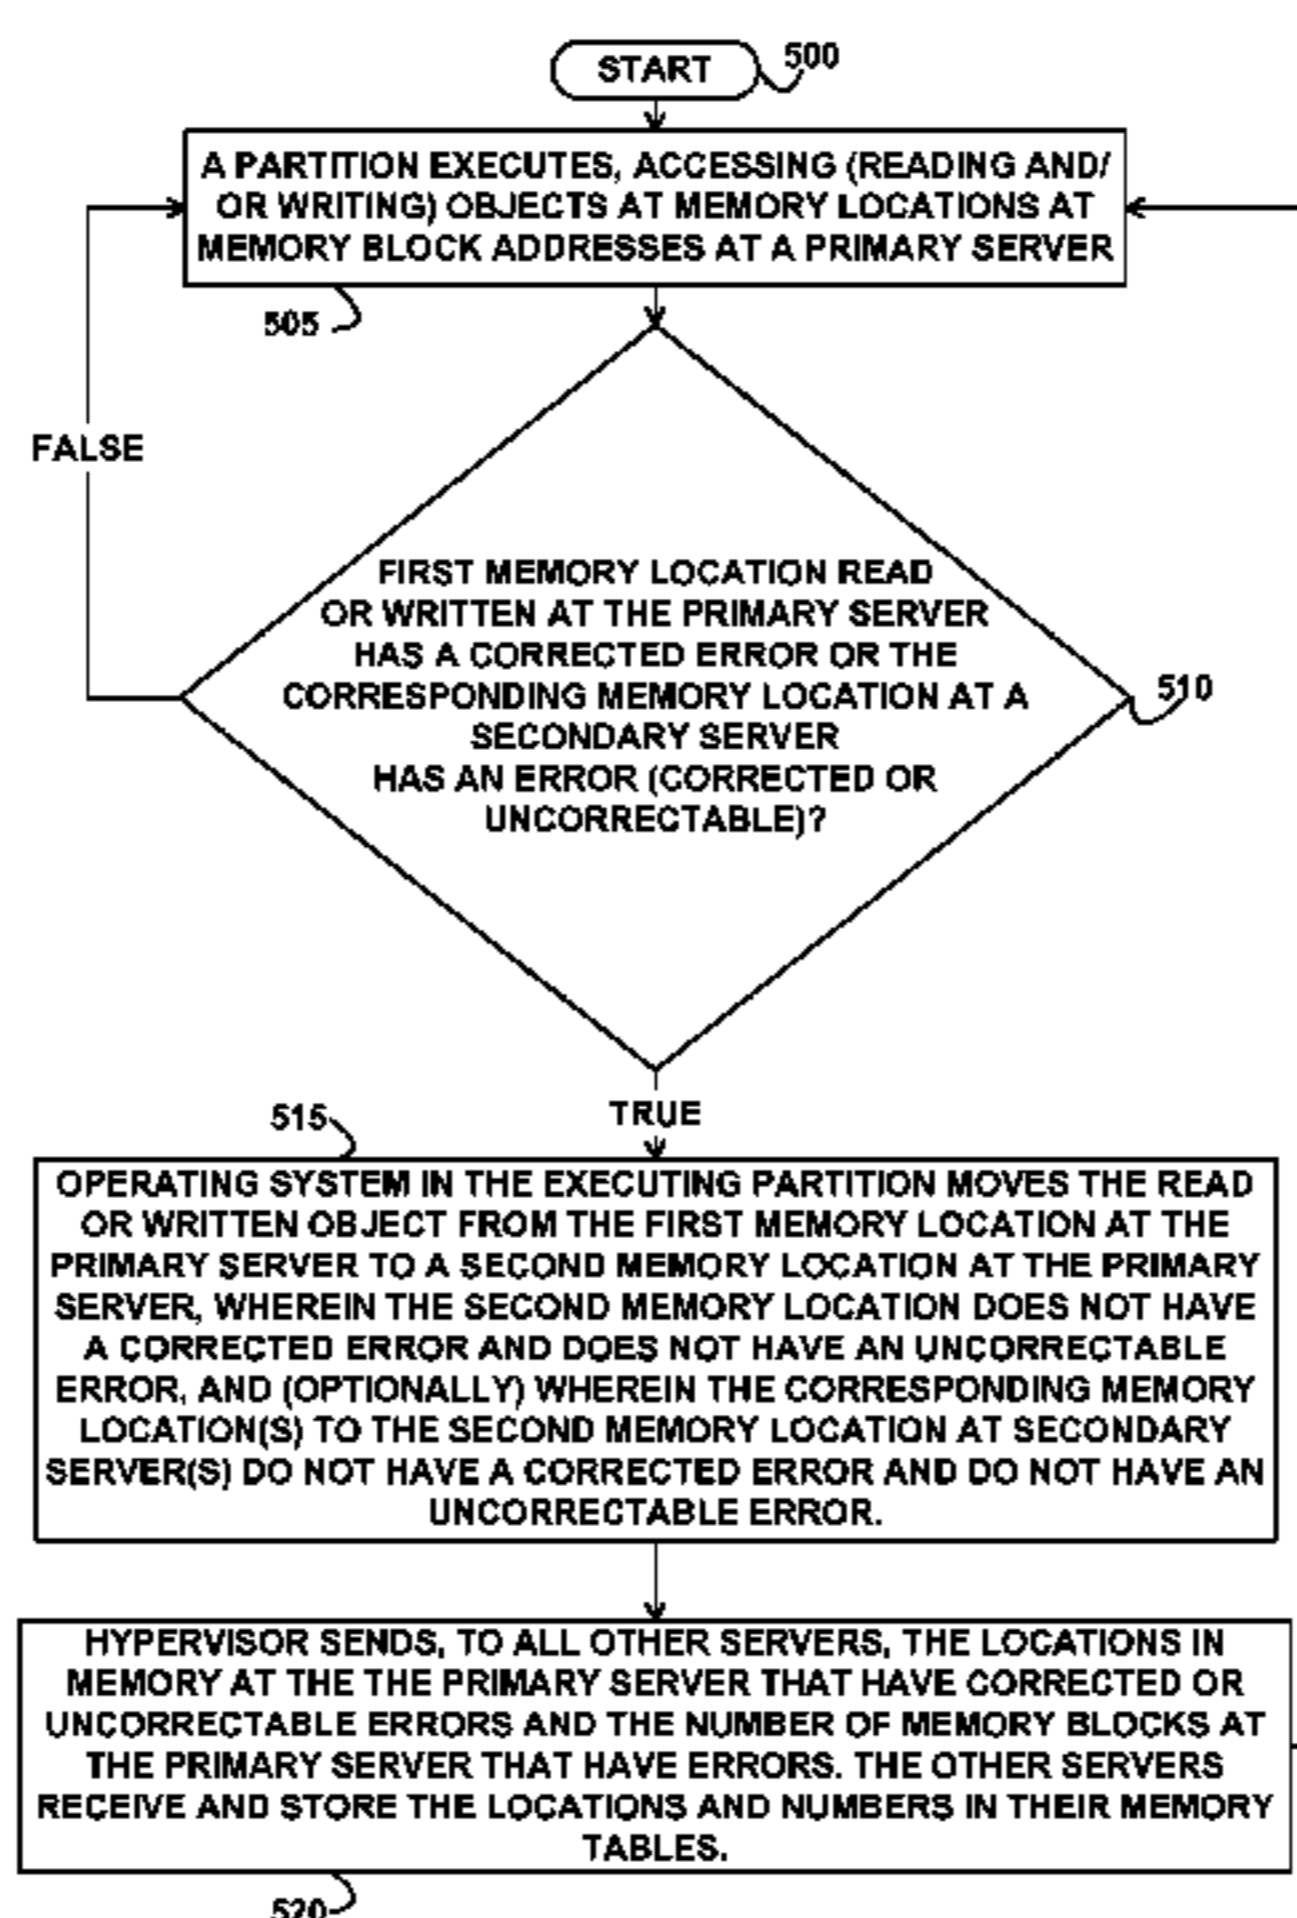 START
500
A PARTITION EXECUTES, ACCESSING (READING AND/
OR WRITING) OBJECTS AT MEMORY LOCATIONS AT
MEMORY BLOCK ADDRESSES AT A PRIMARY SERVER
505
FALSE
FIRST MEMORY LOCATION READ
OR WRITTEN AT THE PRIMARY SERVER
HAS A CORRECTED ERROR OR THE
CORRESPONDING MEMORY LOCATION AT A
SECONDARY SERVER
HAS AN ERROR (CORRECTED OR
UNCORRECTABLE)?
510
TRUE
515
OPERATING SYSTEM IN THE EXECUTING PARTITION MOVES THE READ
OR WRITTEN OBJECT FROM THE FIRST MEMORY LOCATION AT THE
PRIMARY SERVER TO A SECOND MEMORY LOCATION AT THE PRIMARY
SERVER, WHEREIN THE SECOND MEMORY LOCATION DOES NOT HAVE
A CORRECTED ERROR AND DOES NOT HAVE AN UNCORRECTABLE
ERROR, AND (OPTIONALLY) WHEREIN THE CORRESPONDING MEMORY
LOCATION(S) TO THE SECOND MEMORY LOCATION AT SECONDARY
SERVER(S) DO NOT HAVE A CORRECTED ERROR AND DO NOT HAVE AN
UNCORRECTABLE ERROR.
HYPERVISOR SENDS, TO ALL OTHER SERVERS, THE LOCATIONS IN
MEMORY AT THE THE PRIMARY SERVER THAT HAVE CORRECTED OR
UNCORRECTABLE ERRORS AND THE NUMBER OF MEMORY BLOCKS AT
THE PRIMARY SERVER THAT HAVE ERRORS. THE OTHER SERVERS
RECEIVE AND STORE THE LOCATIONS AND NUMBERS IN THEIR MEMORY
TABLES.
520